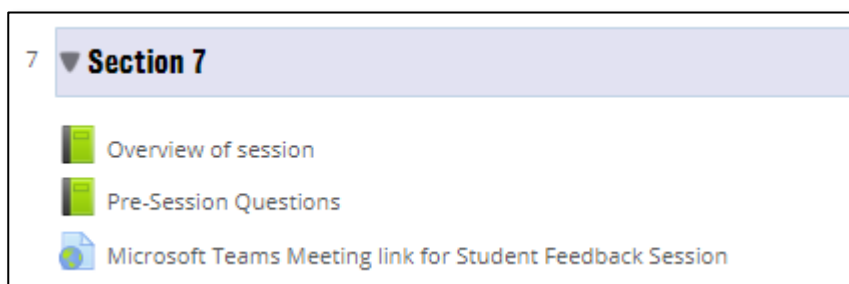 7 Section 7
Overview of session
Pre-Session Questions
Microsoft Teams Meeting link for Student Feedback Session